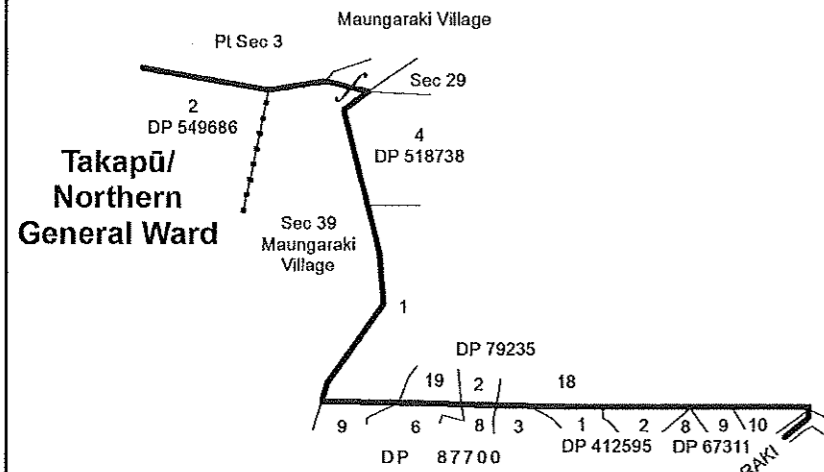 Maungaraki Village
Pt Sec 3
Sec 29
2
DP 549686
4
DP 518738
Takapū/
Northern
General Ward
Sec 39
Maungaraki
Village
1
DP 79235
19 2 18
9 6 8 3 1 2 8 9 10
DP 412595 DP 67311
DP 87700
RAKI